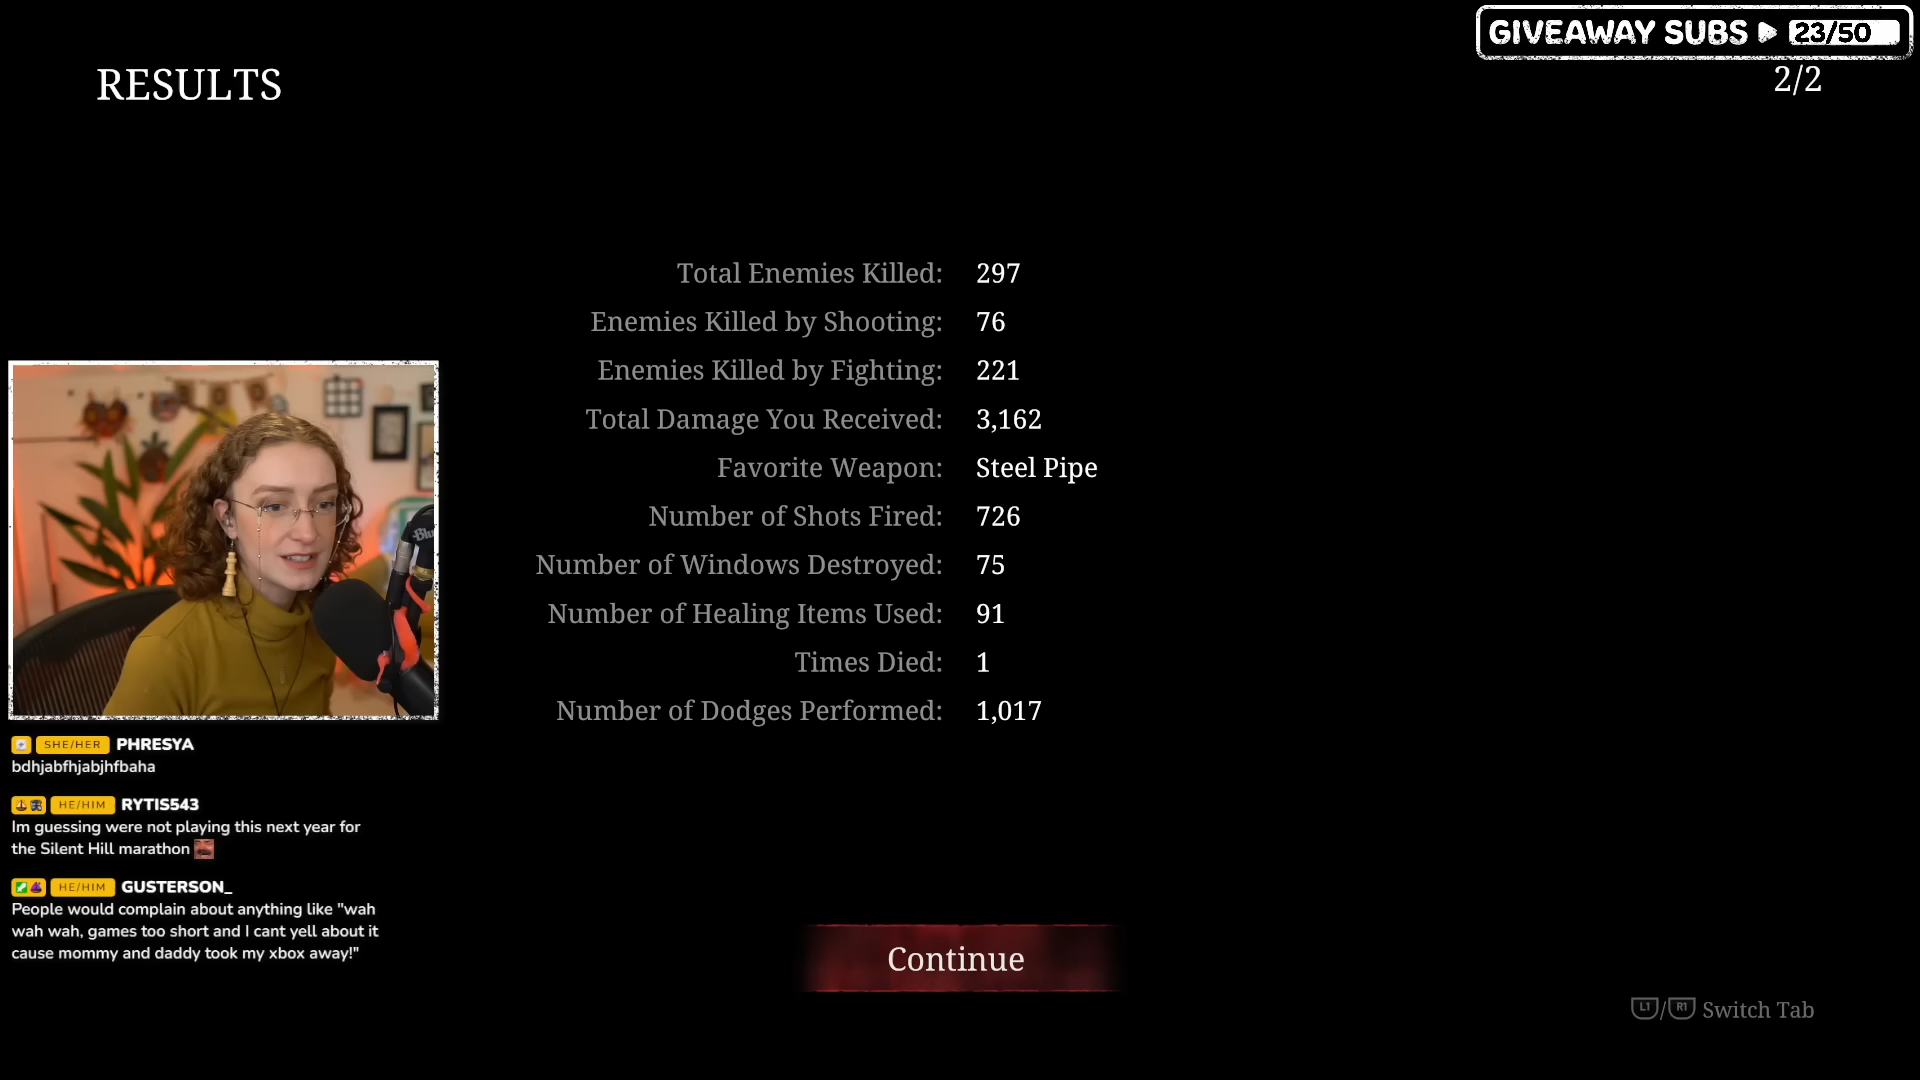 GIVEAWAY SUBS ▶ 23/50
RESULTS
2/2
Total Enemies Killed: 297
Enemies Killed by Shooting: 76
Enemies Killed by Fighting: 221
Total Damage You Received: 3,162
Favorite Weapon: Steel Pipe
Number of Shots Fired: 726
Number of Windows Destroyed: 75
Number of Healing Items Used: 91
Times Died: 1
Number of Dodges Performed: 1,017
Blu
SHE/HER PHRESYA
bdhjabfhjabjhfbaha
HE/HIM RYTIS543
Im guessing were not playing this next year for
the Silent Hill marathon
HE/HIM GUSTERSON_
People would complain about anything like "wah
wah wah, games too short and I cant yell about it
cause mommy and daddy took my xbox away!"
Continue
L1/R1 Switch Tab